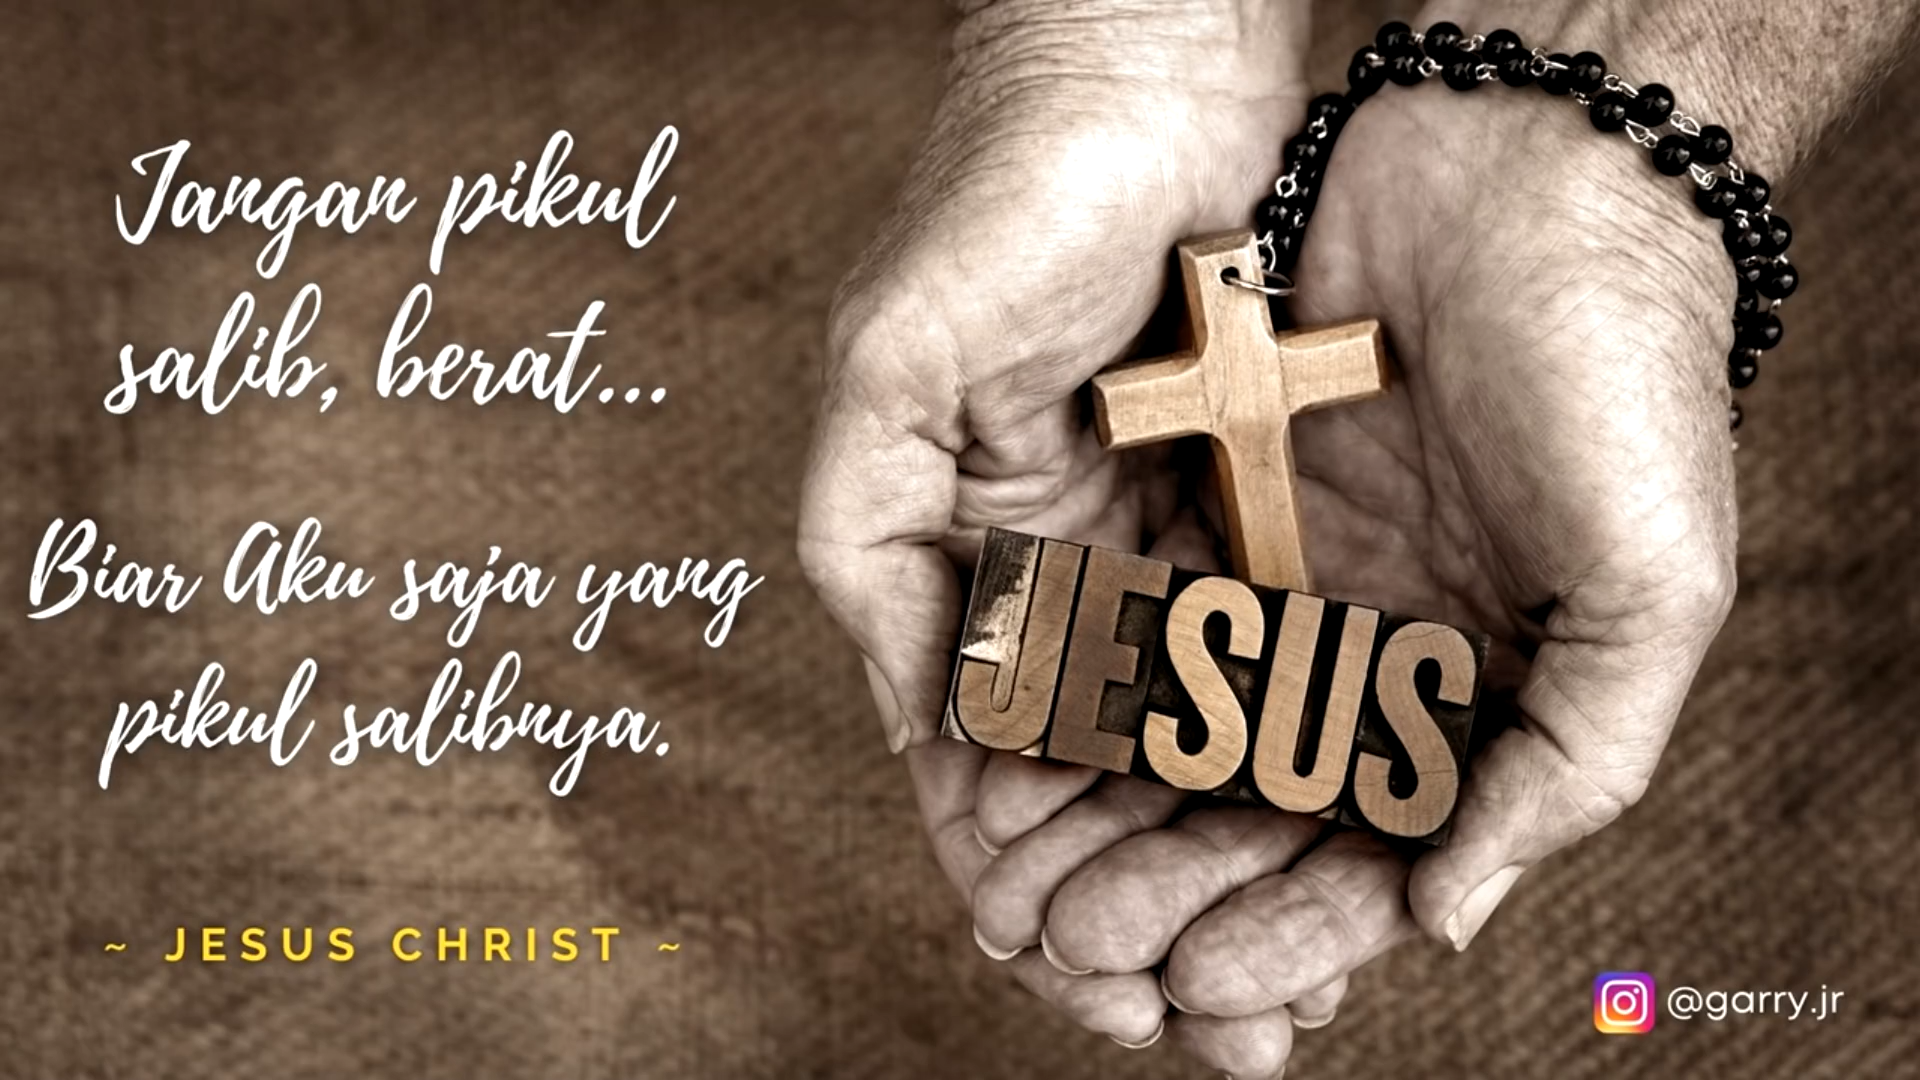 Jangan pikul
salib, berat...
Biar Aku saja yang
pikul salibnya.
~ JESUS CHRIST ~
JESUS
@garry.jr